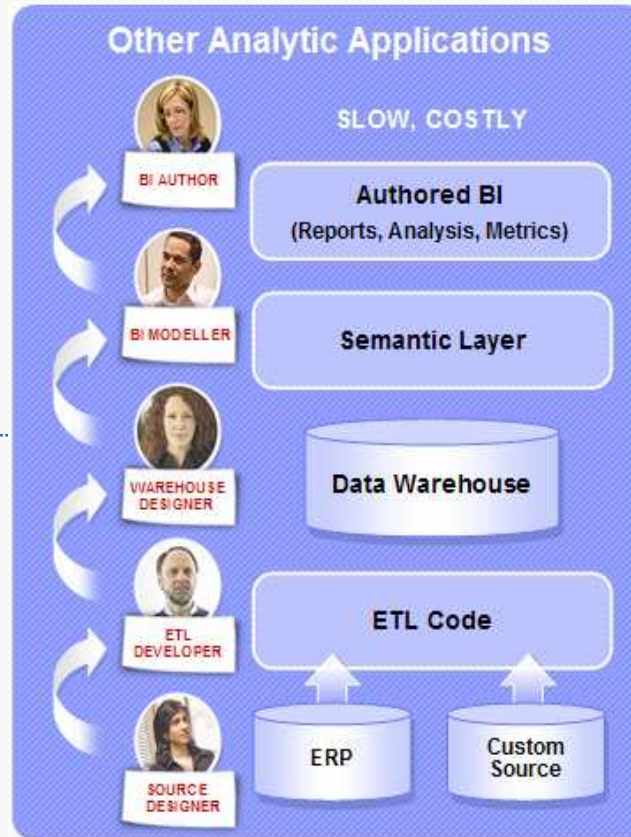 Other Analytic Applications
SLOW, COSTLY
BI AUTHOR
Authored BI
(Reports, Analysis, Metrics)
BI MODELLER
Semantic Layer
WAREHOUSE
DESIGNER
Data Warehouse
ETL
DEVELOPER
ETL Code
SOURCE
DESIGNER
ERP
Custom
Source